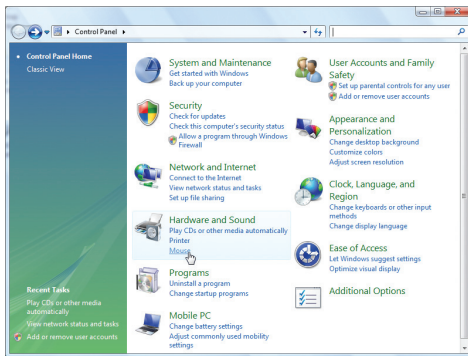 Control Panel
Control Panel Home
Classic View
System and Maintenance
Get started with Windows
Back up your computer
Security
Check for updates
Check this computer's security status
Allow a program through Windows
Firewall
Network and Internet
Connect to the Internet
View network status and tasks
Set up file sharing
Hardware and Sound
Play CDs or other media automatically
Printer
Mouse
Programs
Uninstall a program
Change startup programs
Mobile PC
Change battery settings
Adjust commonly used mobility
settings
User Accounts and Family
Safety
Set up parental controls for any user
Add or remove user accounts
Appearance and
Personalization
Change desktop background
Customize colors
Adjust screen resolution
Clock, Language, and
Region
Change keyboards or other input
methods
Change display language
Ease of Access
Let Windows suggest settings
Optimize visual display
Additional Options
Recent Tasks
Play CDs or other media
automatically
View network status and tasks
Add or remove user accounts